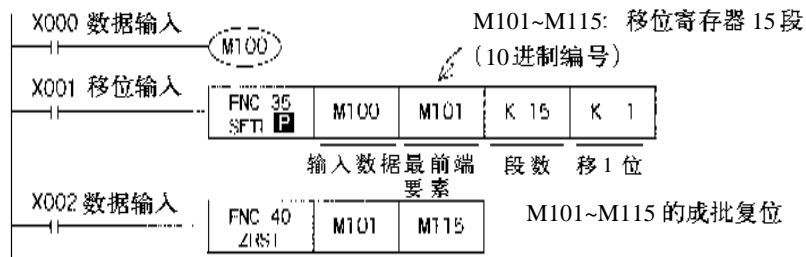 X000 数据输入
M100
M101~M115: 移位寄存器 15 段
(10 进制编号)
X001 移位输入
FNC 35
SFTL P
M100
M101
K 15
K 1
输入数据
最前端
要素
段数
移 1 位
X002 数据输入
FNC 40
ZRST
M101
M115
M101~M115 的成批复位